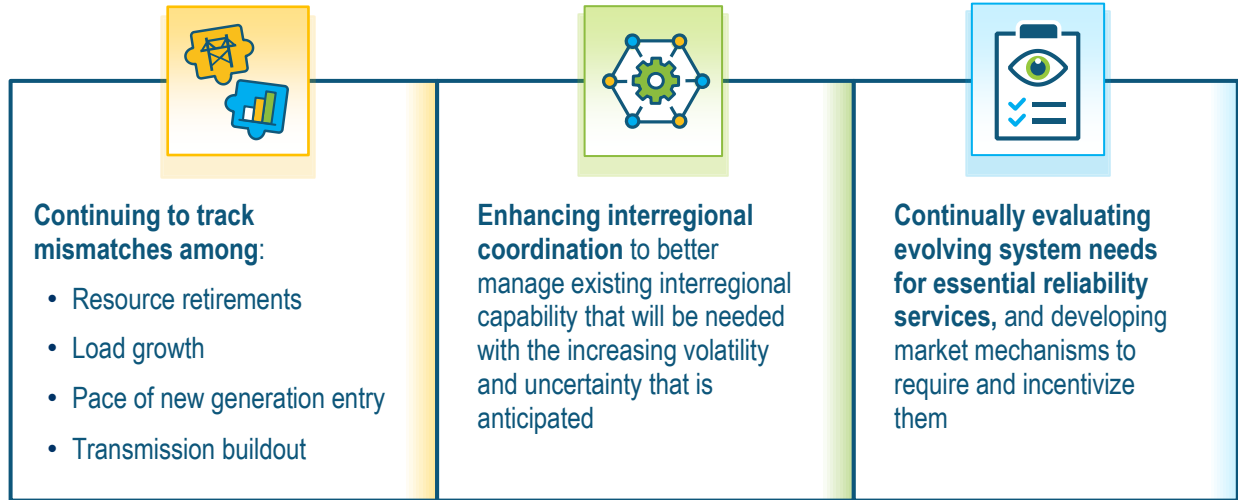 Continuing to track
mismatches among:
• Resource retirements
• Load growth
• Pace of new generation entry
• Transmission buildout
Enhancing interregional
coordination to better
manage existing interregional
capability that will be needed
with the increasing volatility
and uncertainty that is
anticipated
Continually evaluating
evolving system needs
for essential reliability
services, and developing
market mechanisms to
require and incentivize
them